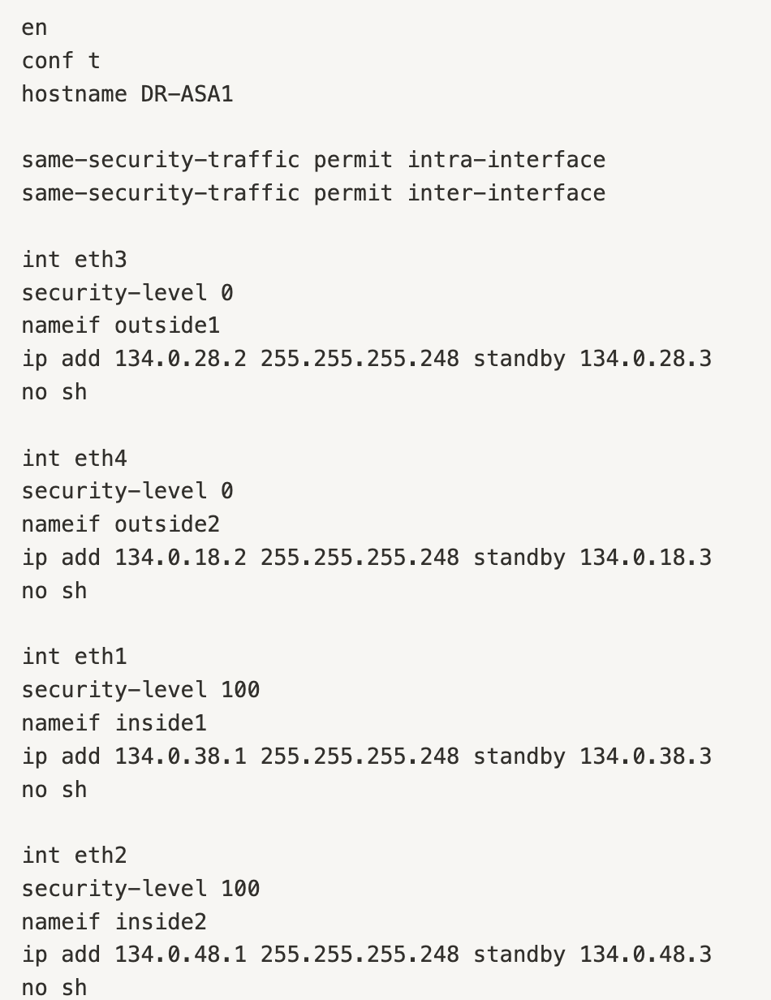 en
conf t
hostname DR-ASA1
same-security-traffic permit intra-interface
same-security-traffic permit inter-interface
int eth3
security-level 0
nameif outside1
ip add 134.0.28.2 255.255.255.248 standby 134.0.28.3
no sh
int eth4
security-level 0
nameif outside2
ip add 134.0.18.2 255.255.255.248 standby 134.0.18.3
no sh
int eth1
security-level 100
nameif inside1
ip add 134.0.38.1 255.255.255.248 standby 134.0.38.3
no sh
int eth2
security-level 100
nameif inside2
ip add 134.0.48.1 255.255.255.248 standby 134.0.48.3
no sh